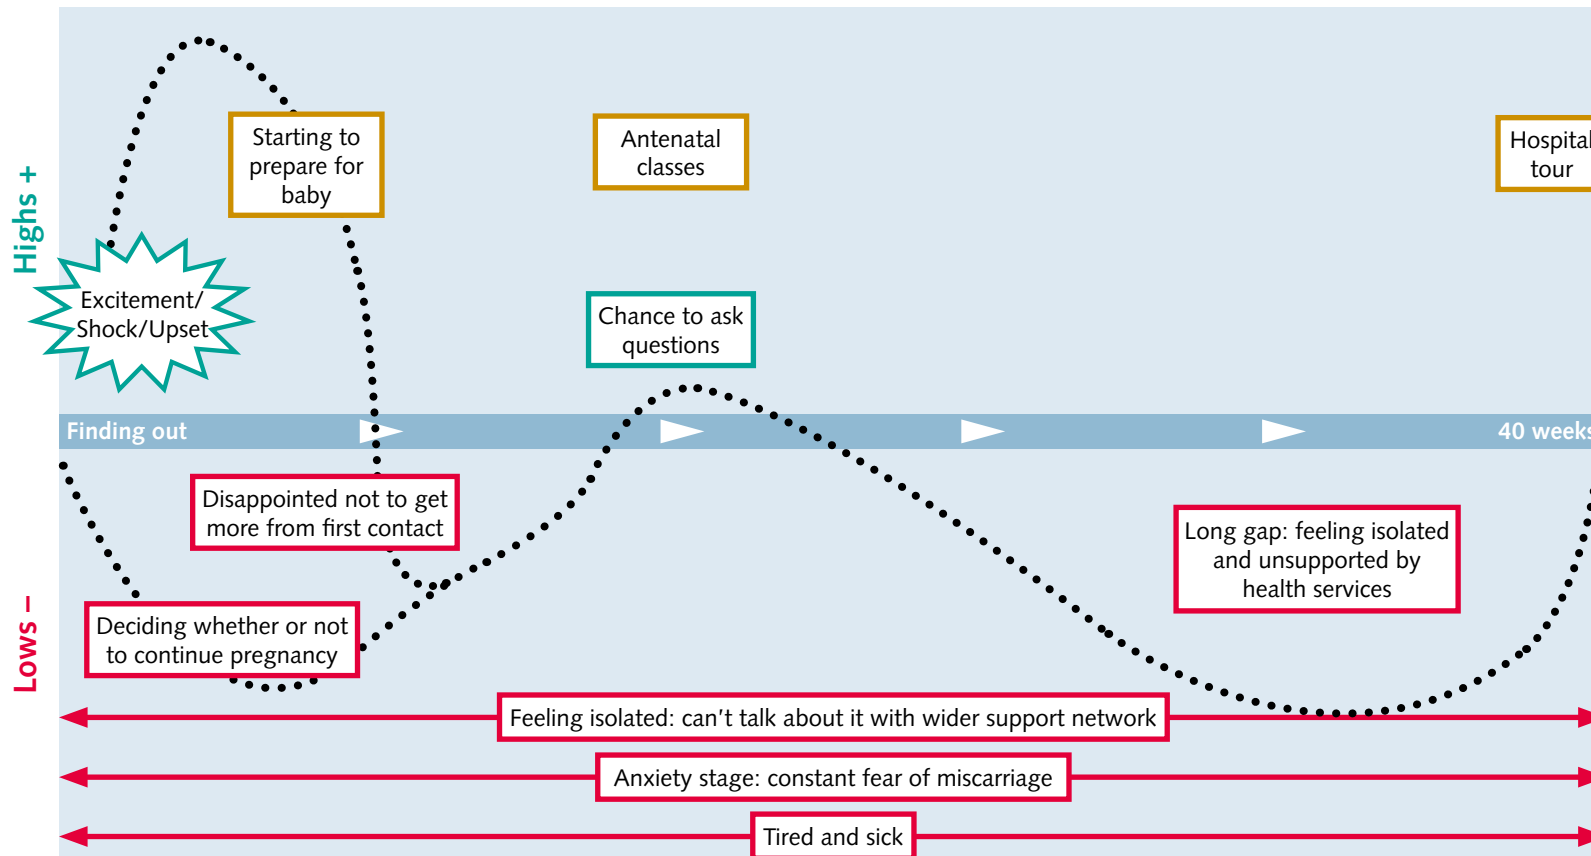 Highs +
Lows –
Starting to
prepare for
baby
Antenatal
classes
Hospital
tour
Excitement/
Shock/Upset
Chance to ask
questions
Finding out
40 weeks
Disappointed not to get
more from first contact
Long gap: feeling isolated
and unsupported by
health services
Deciding whether or not
to continue pregnancy
Feeling isolated: can't talk about it with wider support network
Anxiety stage: constant fear of miscarriage
Tired and sick